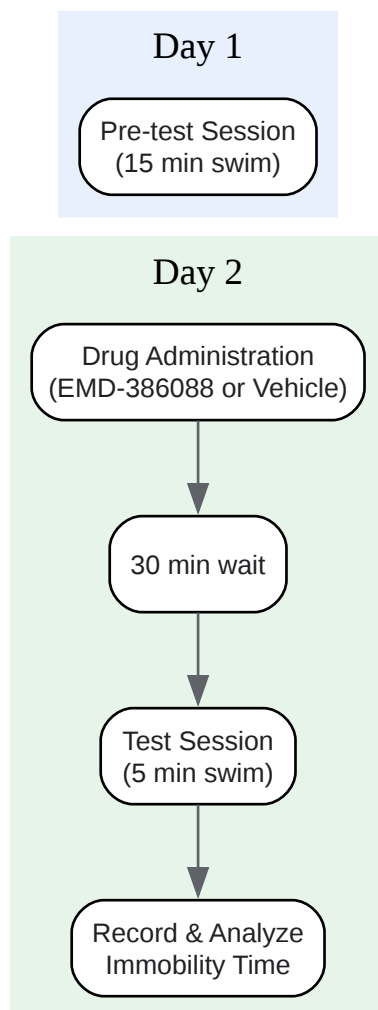 Day 1
Pre-test Session
(15 min swim)
Day 2
Drug Administration
(EMD-386088 or Vehicle)
30 min wait
Test Session
(5 min swim)
Record & Analyze
Immobility Time